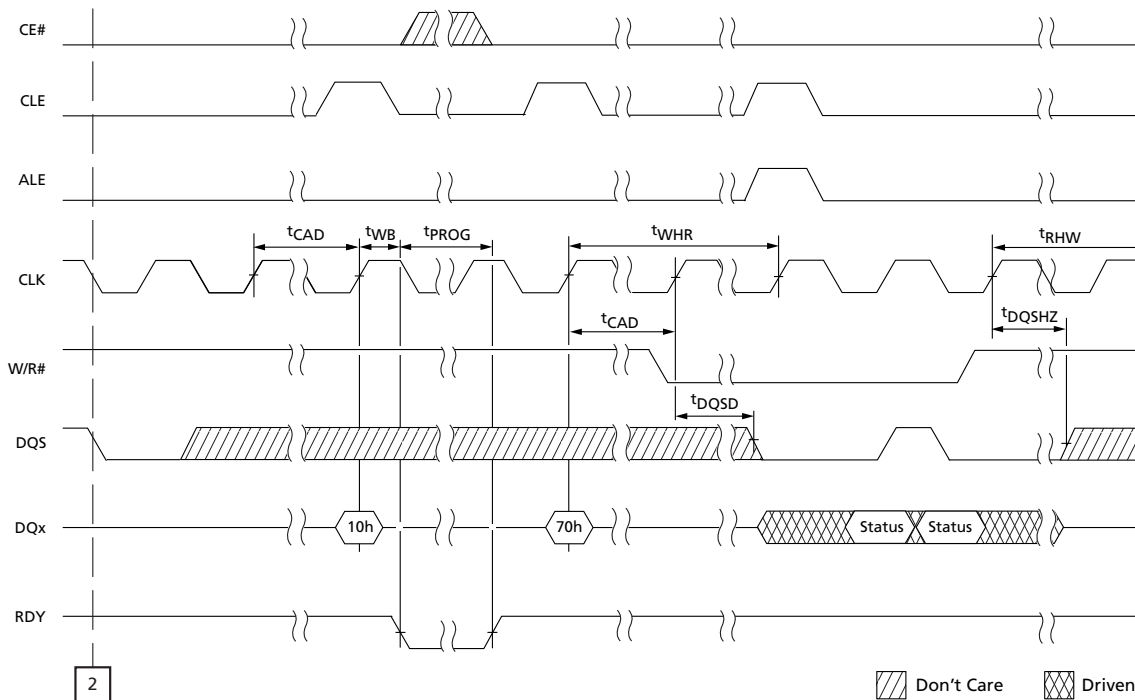 CE#
CLE
ALE
tCAD tWB tPROG tWHR tRHW
CLK
tCAD tDQSHZ
W/R#
tDQSD
DQS
DQx 10h 70h Status Status
RDY
2 Don't Care Driven